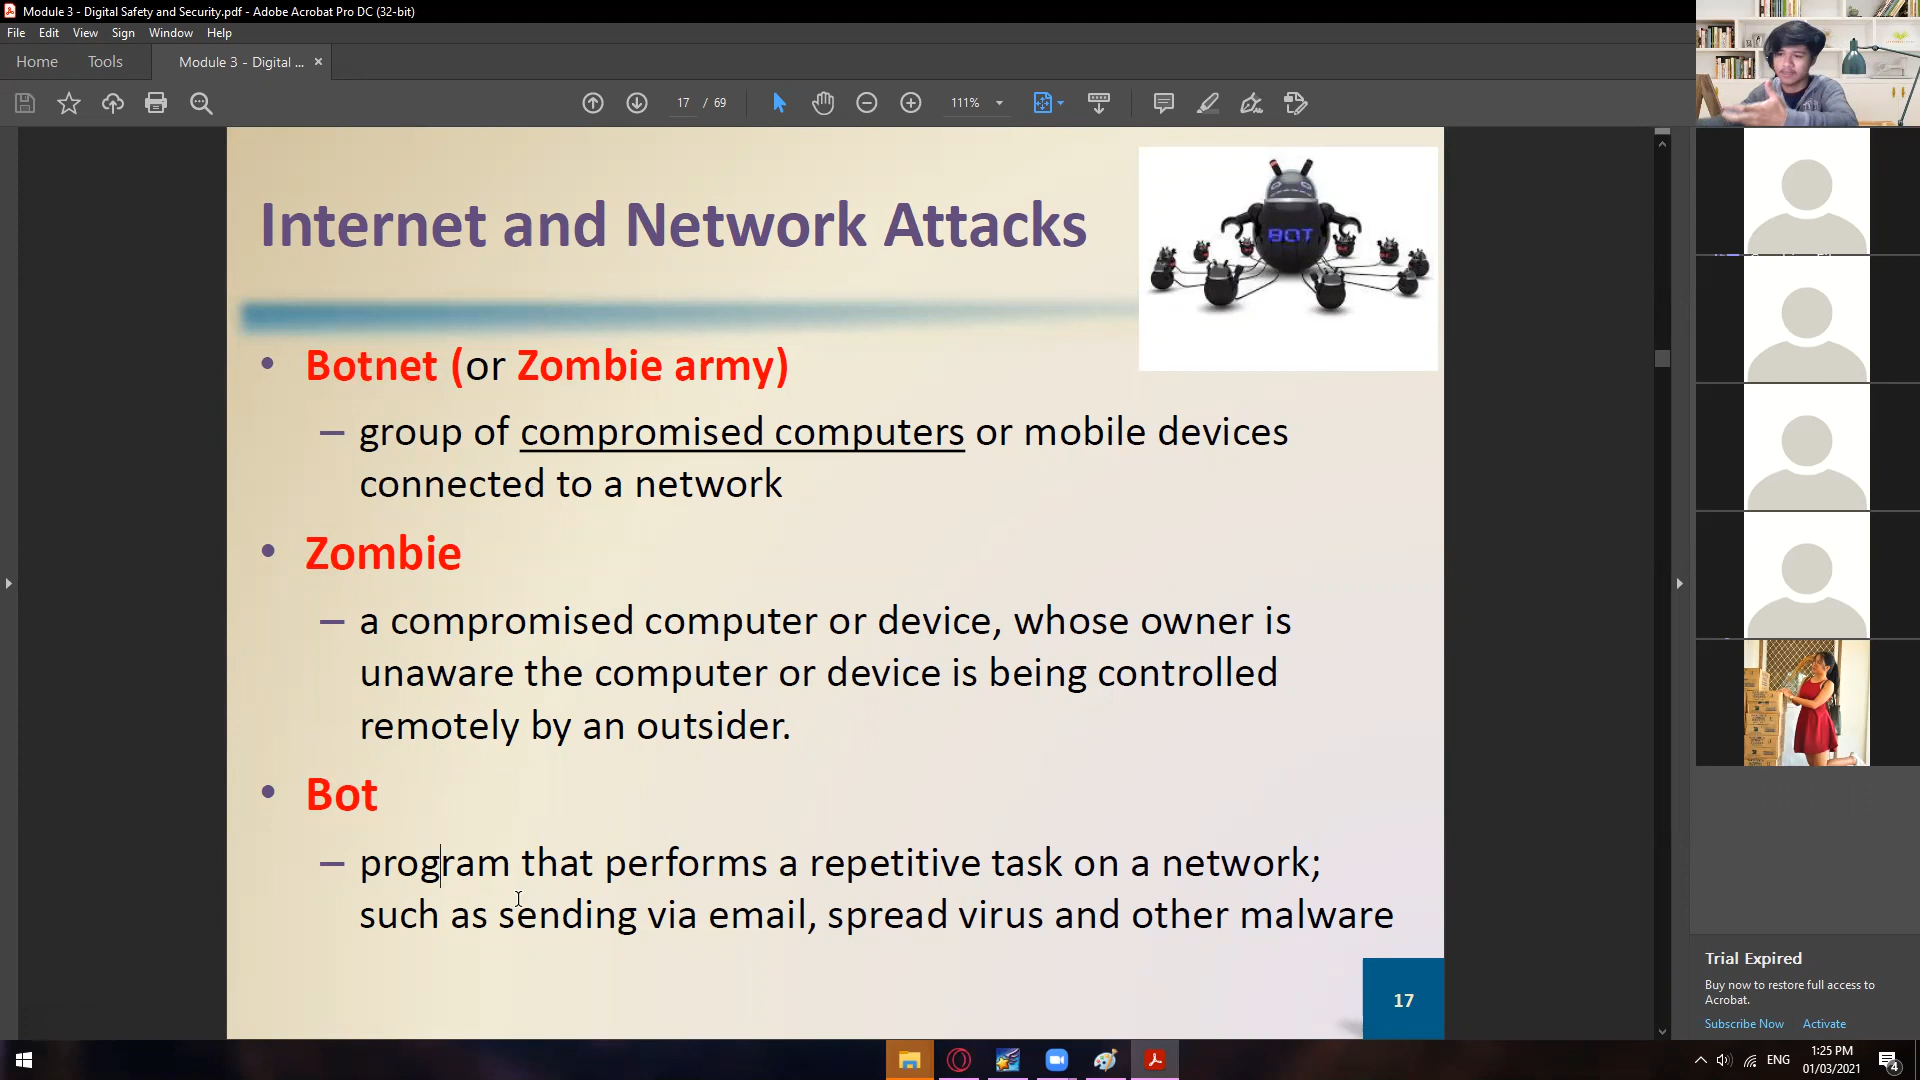 Module 3 - Digital Safety and Security.pdf - Adobe Acrobat Pro DC (32-bit)
File Edit View Sign Window Help
Home Tools Module 3 - Digital ... ×
17 / 69 111%
Internet and Network Attacks
BOT
• Botnet (or Zombie army)
– group of compromised computers or mobile devices
connected to a network
• Zombie
– a compromised computer or device, whose owner is
unaware the computer or device is being controlled
remotely by an outsider.
• Bot
– program that performs a repetitive task on a network;
such as sending via email, spread virus and other malware
17
Trial Expired
Buy now to restore full access to
Acrobat.
Subscribe Now Activate
ENG
1:25 PM
01/03/2021
4